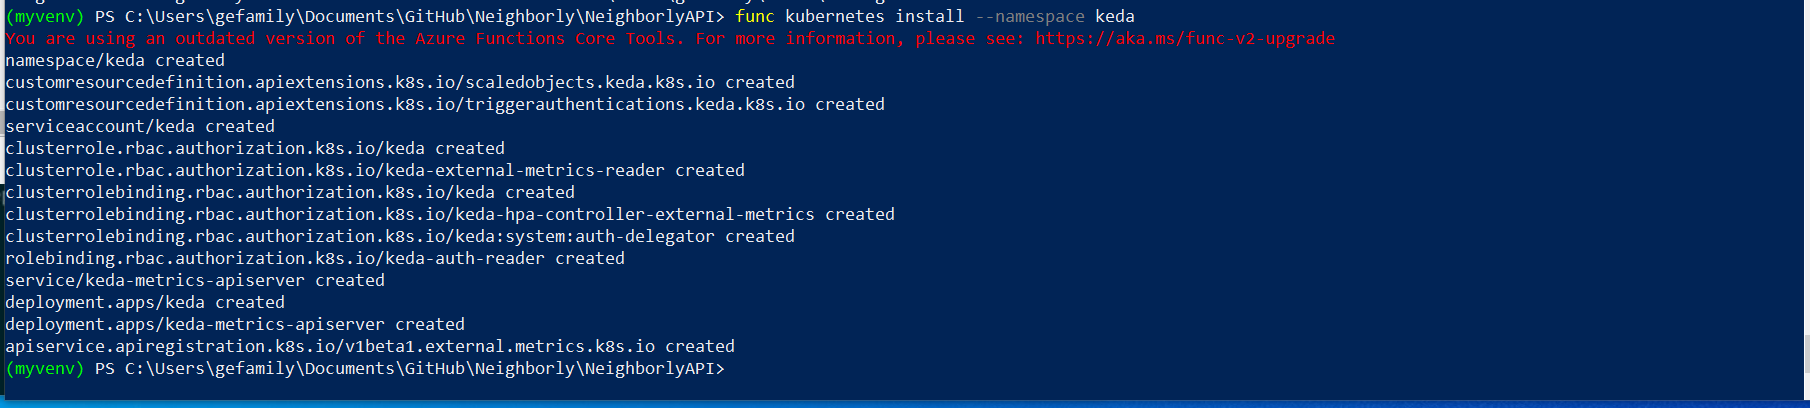 (myvenv) PS C:\Users\gefamily\Documents\GitHub\Neighborly\NeighborlyAPI> func kubernetes install --namespace keda
You are using an outdated version of the Azure Functions Core Tools. For more information, please see: https://aka.ms/func-v2-upgrade
namespace/keda created
customresourcedefinition.apiextensions.k8s.io/scaledobjects.keda.k8s.io created
customresourcedefinition.apiextensions.k8s.io/triggerauthentications.keda.k8s.io created
serviceaccount/keda created
clusterrole.rbac.authorization.k8s.io/keda created
clusterrole.rbac.authorization.k8s.io/keda-external-metrics-reader created
clusterrolebinding.rbac.authorization.k8s.io/keda created
clusterrolebinding.rbac.authorization.k8s.io/keda-hpa-controller-external-metrics created
clusterrolebinding.rbac.authorization.k8s.io/keda:system:auth-delegator created
rolebinding.rbac.authorization.k8s.io/keda-auth-reader created
service/keda-metrics-apiserver created
deployment.apps/keda created
deployment.apps/keda-metrics-apiserver created
apiservice.apiregistration.k8s.io/v1beta1.external.metrics.k8s.io created
(myvenv) PS C:\Users\gefamily\Documents\GitHub\Neighborly\NeighborlyAPI>